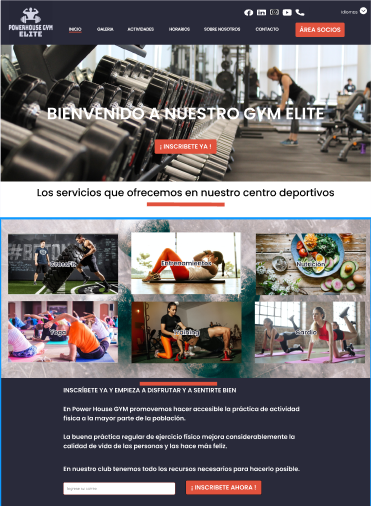 POWERHOUSE GYM
ELITE
Idiomas
INICIO GALERIA ACTIVIDADES HORARIOS SOBRE NOSOTROS CONTACTO ÁREA SOCIOS
BIENVENIDO A NUESTRO GYM ELITE
¡ INSCRIBETE YA !
Los servicios que ofrecemos en nuestro centro deportivos
CrossFit Entrenamientos Nutrición
Yoga Training Cardio
INSCRÍBETE YA Y EMPIEZA A DISFRUTAR Y A SENTIRTE BIEN
En Power House GYM promovemos hacer accesible la práctica de actividad
física a la mayor parte de la población.
La buena práctica regular de ejercicio físico mejora considerablemente la
calidad de vida de las personas y las hace más feliz.
En nuestro club tenemos todo los recursos necesarios para hacerlo posible.
¡ INSCRIBETE AHORA !